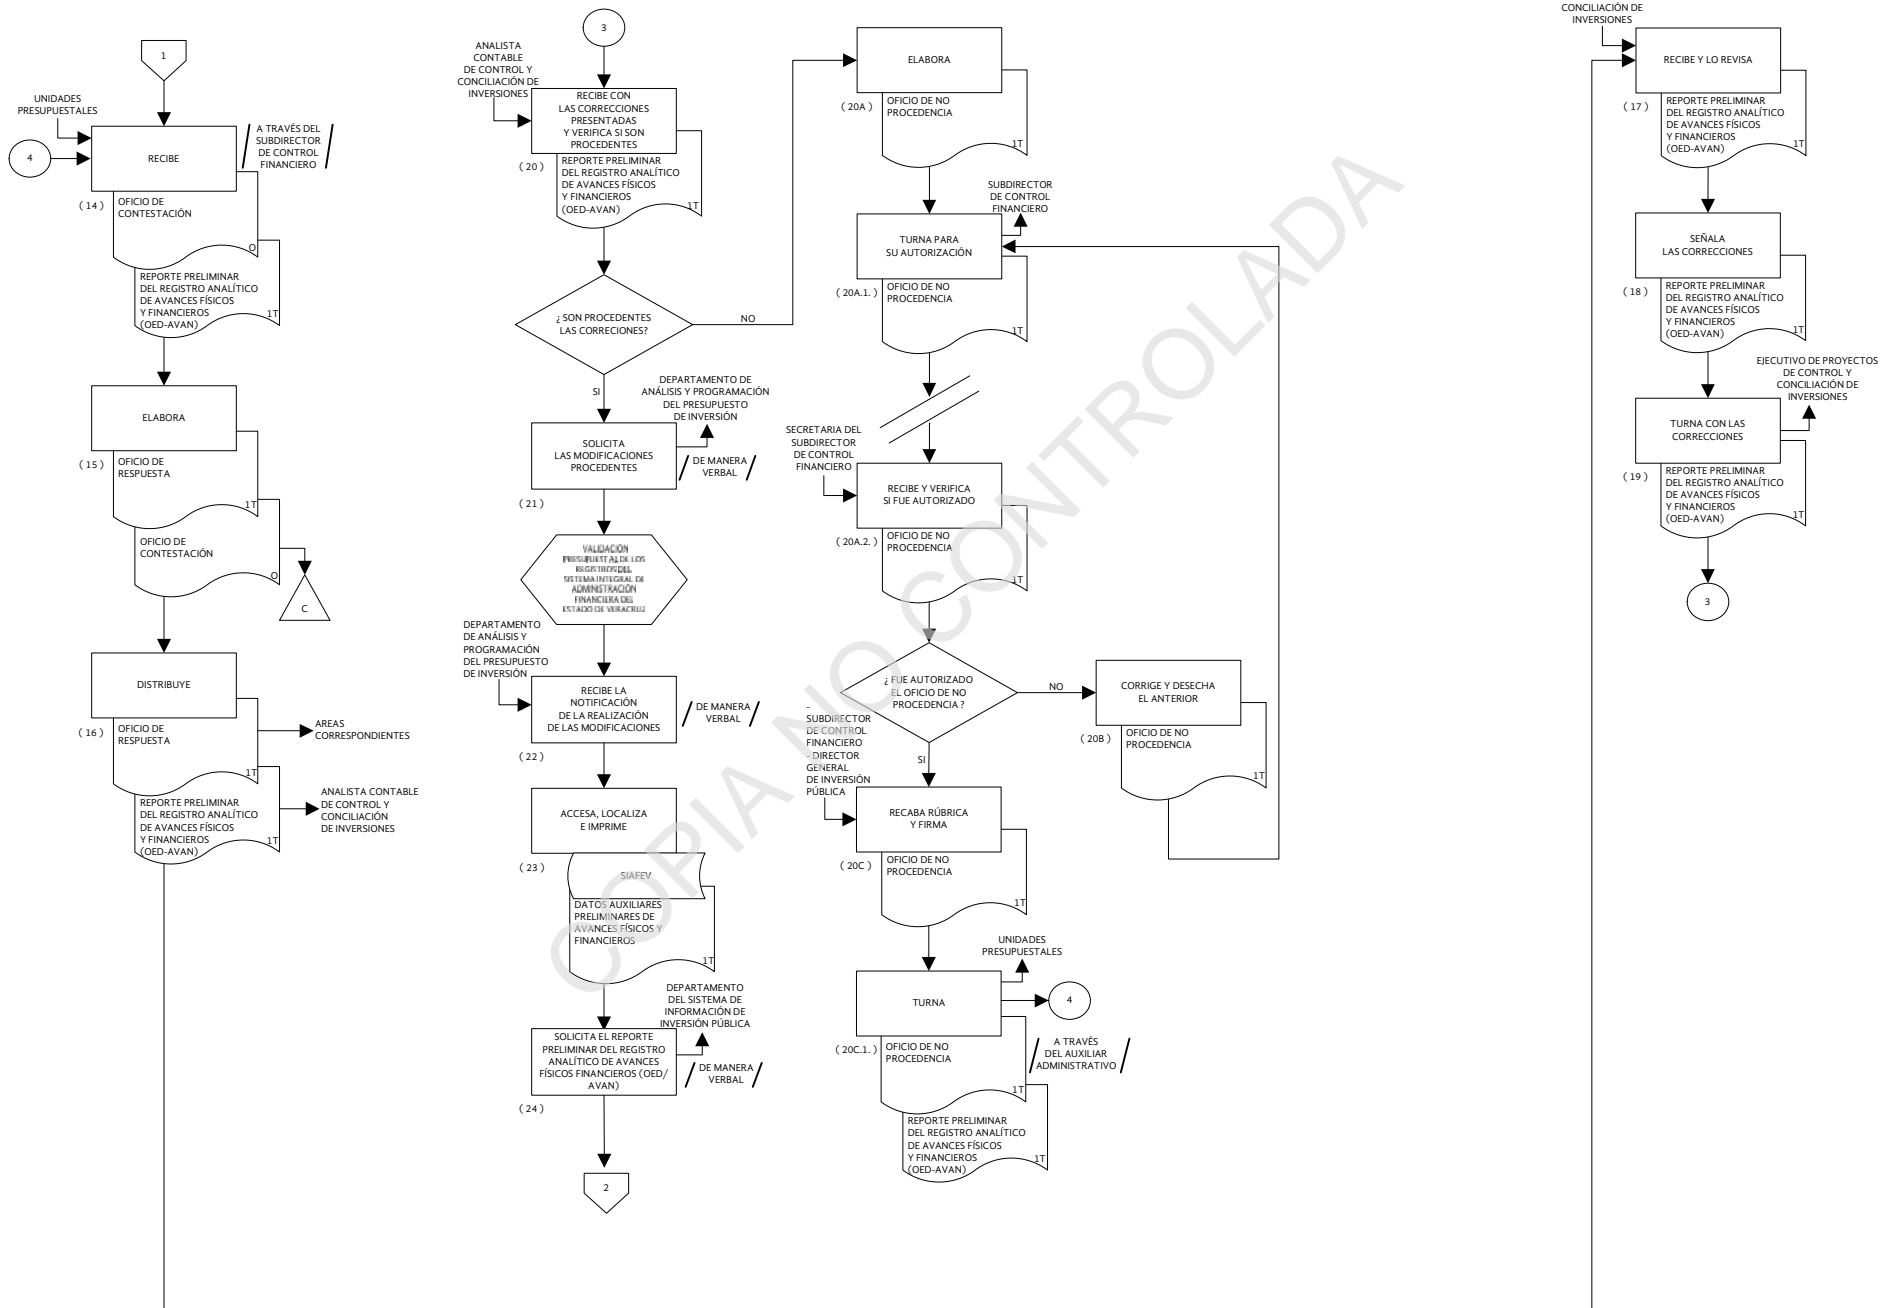 1
UNIDADES
PRESUPUESTALES
4
RECIBE
A TRAVÉS DEL
SUBDIRECTOR
DE CONTROL
FINANCIERO
( 14 )
OFICIO DE
CONTESTACIÓN
O
REPORTE PRELIMINAR
DEL REGISTRO ANALÍTICO
DE AVANCES FÍSICOS
Y FINANCIEROS
(OED-AVAN)
1T
ELABORA
( 15 )
OFICIO DE
RESPUESTA
1T
OFICIO DE
CONTESTACIÓN
O
C
DISTRIBUYE
( 16 )
OFICIO DE
RESPUESTA
1T
AREAS
CORRESPONDIENTES
REPORTE PRELIMINAR
DEL REGISTRO ANALÍTICO
DE AVANCES FÍSICOS
Y FINANCIEROS
(OED-AVAN)
1T
ANALISTA CONTABLE
DE CONTROL Y
CONCILIACIÓN
DE INVERSIONES
3
ANALISTA
CONTABLE
DE CONTROL Y
CONCILIACIÓN DE
INVERSIONES
RECIBE CON
LAS CORRECCIONES
PRESENTADAS
Y VERIFICA SI SON
PROCEDENTES
( 20 )
REPORTE PRELIMINAR
DEL REGISTRO ANALÍTICO
DE AVANCES FÍSICOS
Y FINANCIEROS
(OED-AVAN)
1T
¿ SON PROCEDENTES
LAS CORRECIONES?
NO
SI
DEPARTAMENTO DE
ANÁLISIS Y PROGRAMACIÓN
DEL PRESUPUESTO
DE INVERSIÓN
SOLICITA
LAS MODIFICACIONES
PROCEDENTES
DE MANERA
VERBAL
( 21 )
VALIDACIÓN
PRESUPUESTAL DE LOS
REGISTROS DEL
SISTEMA INTEGRAL DE
ADMINISTRACIÓN
FINANCIERA DEL
ESTADO DE VERACRUZ
DEPARTAMENTO
DE ANÁLISIS Y
PROGRAMACIÓN
DEL PRESUPUESTO
DE INVERSIÓN
RECIBE LA
NOTIFICACIÓN
DE LA REALIZACIÓN
DE LAS MODIFICACIONES
DE MANERA
VERBAL
( 22 )
ACCESA, LOCALIZA
E IMPRIME
( 23 )
SIAFEV
DATOS AUXILIARES
PRELIMINARES DE
AVANCES FÍSICOS Y
FINANCIEROS
1T
DEPARTAMENTO
DEL SISTEMA DE
INFORMACIÓN DE
INVERSIÓN PÚBLICA
SOLICITA EL REPORTE
PRELIMINAR DEL REGISTRO
ANALÍTICO DE AVANCES
FÍSICOS FINANCIEROS (OED/
AVAN)
DE MANERA
VERBAL
( 24 )
2
ELABORA
( 20A )
OFICIO DE NO
PROCEDENCIA
1T
SUBDIRECTOR
DE CONTROL
FINANCIERO
TURNA PARA
SU AUTORIZACIÓN
( 20A.1. )
OFICIO DE NO
PROCEDENCIA
1T
SECRETARIA DEL
SUBDIRECTOR
DE CONTROL
FINANCIERO
RECIBE Y VERIFICA
SI FUE AUTORIZADO
( 20A.2. )
OFICIO DE NO
PROCEDENCIA
1T
¿ FUE AUTORIZADO
EL OFICIO DE NO
PROCEDENCIA ?
NO
CORRIGE Y DESECHA
EL ANTERIOR
( 20B )
OFICIO DE NO
PROCEDENCIA
1T
SI
-
SUBDIRECTOR
DE CONTROL
FINANCIERO
- DIRECTOR
GENERAL
DE INVERSIÓN
PÚBLICA
RECABA RÚBRICA
Y FIRMA
( 20C )
OFICIO DE NO
PROCEDENCIA
1T
UNIDADES
PRESUPUESTALES
TURNA
4
( 20C.1. )
OFICIO DE NO
PROCEDENCIA
1T
A TRAVÉS
DEL AUXILIAR
ADMINISTRATIVO
REPORTE PRELIMINAR
DEL REGISTRO ANALÍTICO
DE AVANCES FÍSICOS
Y FINANCIEROS
(OED-AVAN)
1T
CONCILIACIÓN DE
INVERSIONES
RECIBE Y LO REVISA
( 17 )
REPORTE PRELIMINAR
DEL REGISTRO ANALÍTICO
DE AVANCES FÍSICOS
Y FINANCIEROS
(OED-AVAN)
1T
SEÑALA
LAS CORRECCIONES
( 18 )
REPORTE PRELIMINAR
DEL REGISTRO ANALÍTICO
DE AVANCES FÍSICOS
Y FINANCIEROS
(OED-AVAN)
1T
EJECUTIVO DE PROYECTOS
DE CONTROL Y
CONCILIACIÓN DE
INVERSIONES
TURNA CON LAS
CORRECCIONES
( 19 )
REPORTE PRELIMINAR
DEL REGISTRO ANALÍTICO
DE AVANCES FÍSICOS
Y FINANCIEROS
(OED-AVAN)
1T
3
COPIA NO CONTROLADA